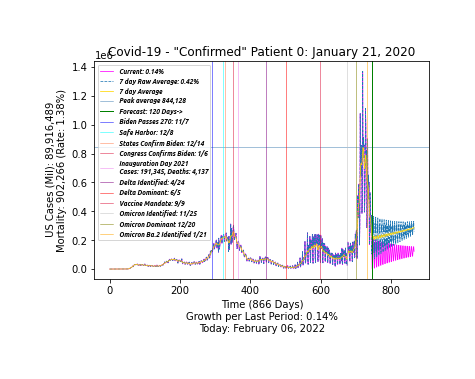 Covid-19 - "Confirmed" Patient 0: January 21, 2020
1e6
1.4
1.2
1.0
0.8
0.6
0.4
0.2
0.0
US Cases (Mil): 89,916,489
Mortality: 902,266 (Rate: 1.38%)
Current: 0.14%
7 day Raw Average: 0.42%
7 day Average
Peak average 844,128
Forecast: 120 Days->
Biden Passes 270: 11/7
Safe Harbor: 12/8
States Confirm Biden: 12/14
Congress Confirms Biden: 1/6
Inauguration Day 2021
Cases: 191,345, Deaths: 4,137
Delta Identified: 4/24
Delta Dominant: 6/5
Vaccine Mandate: 9/9
Omicron Identified: 11/25
Omicron Dominant: 12/20
Omicron Ba.2 Identified 1/21
0 200 400 600 800
Time (866 Days)
Growth per Last Period: 0.14%
Today: February 06, 2022